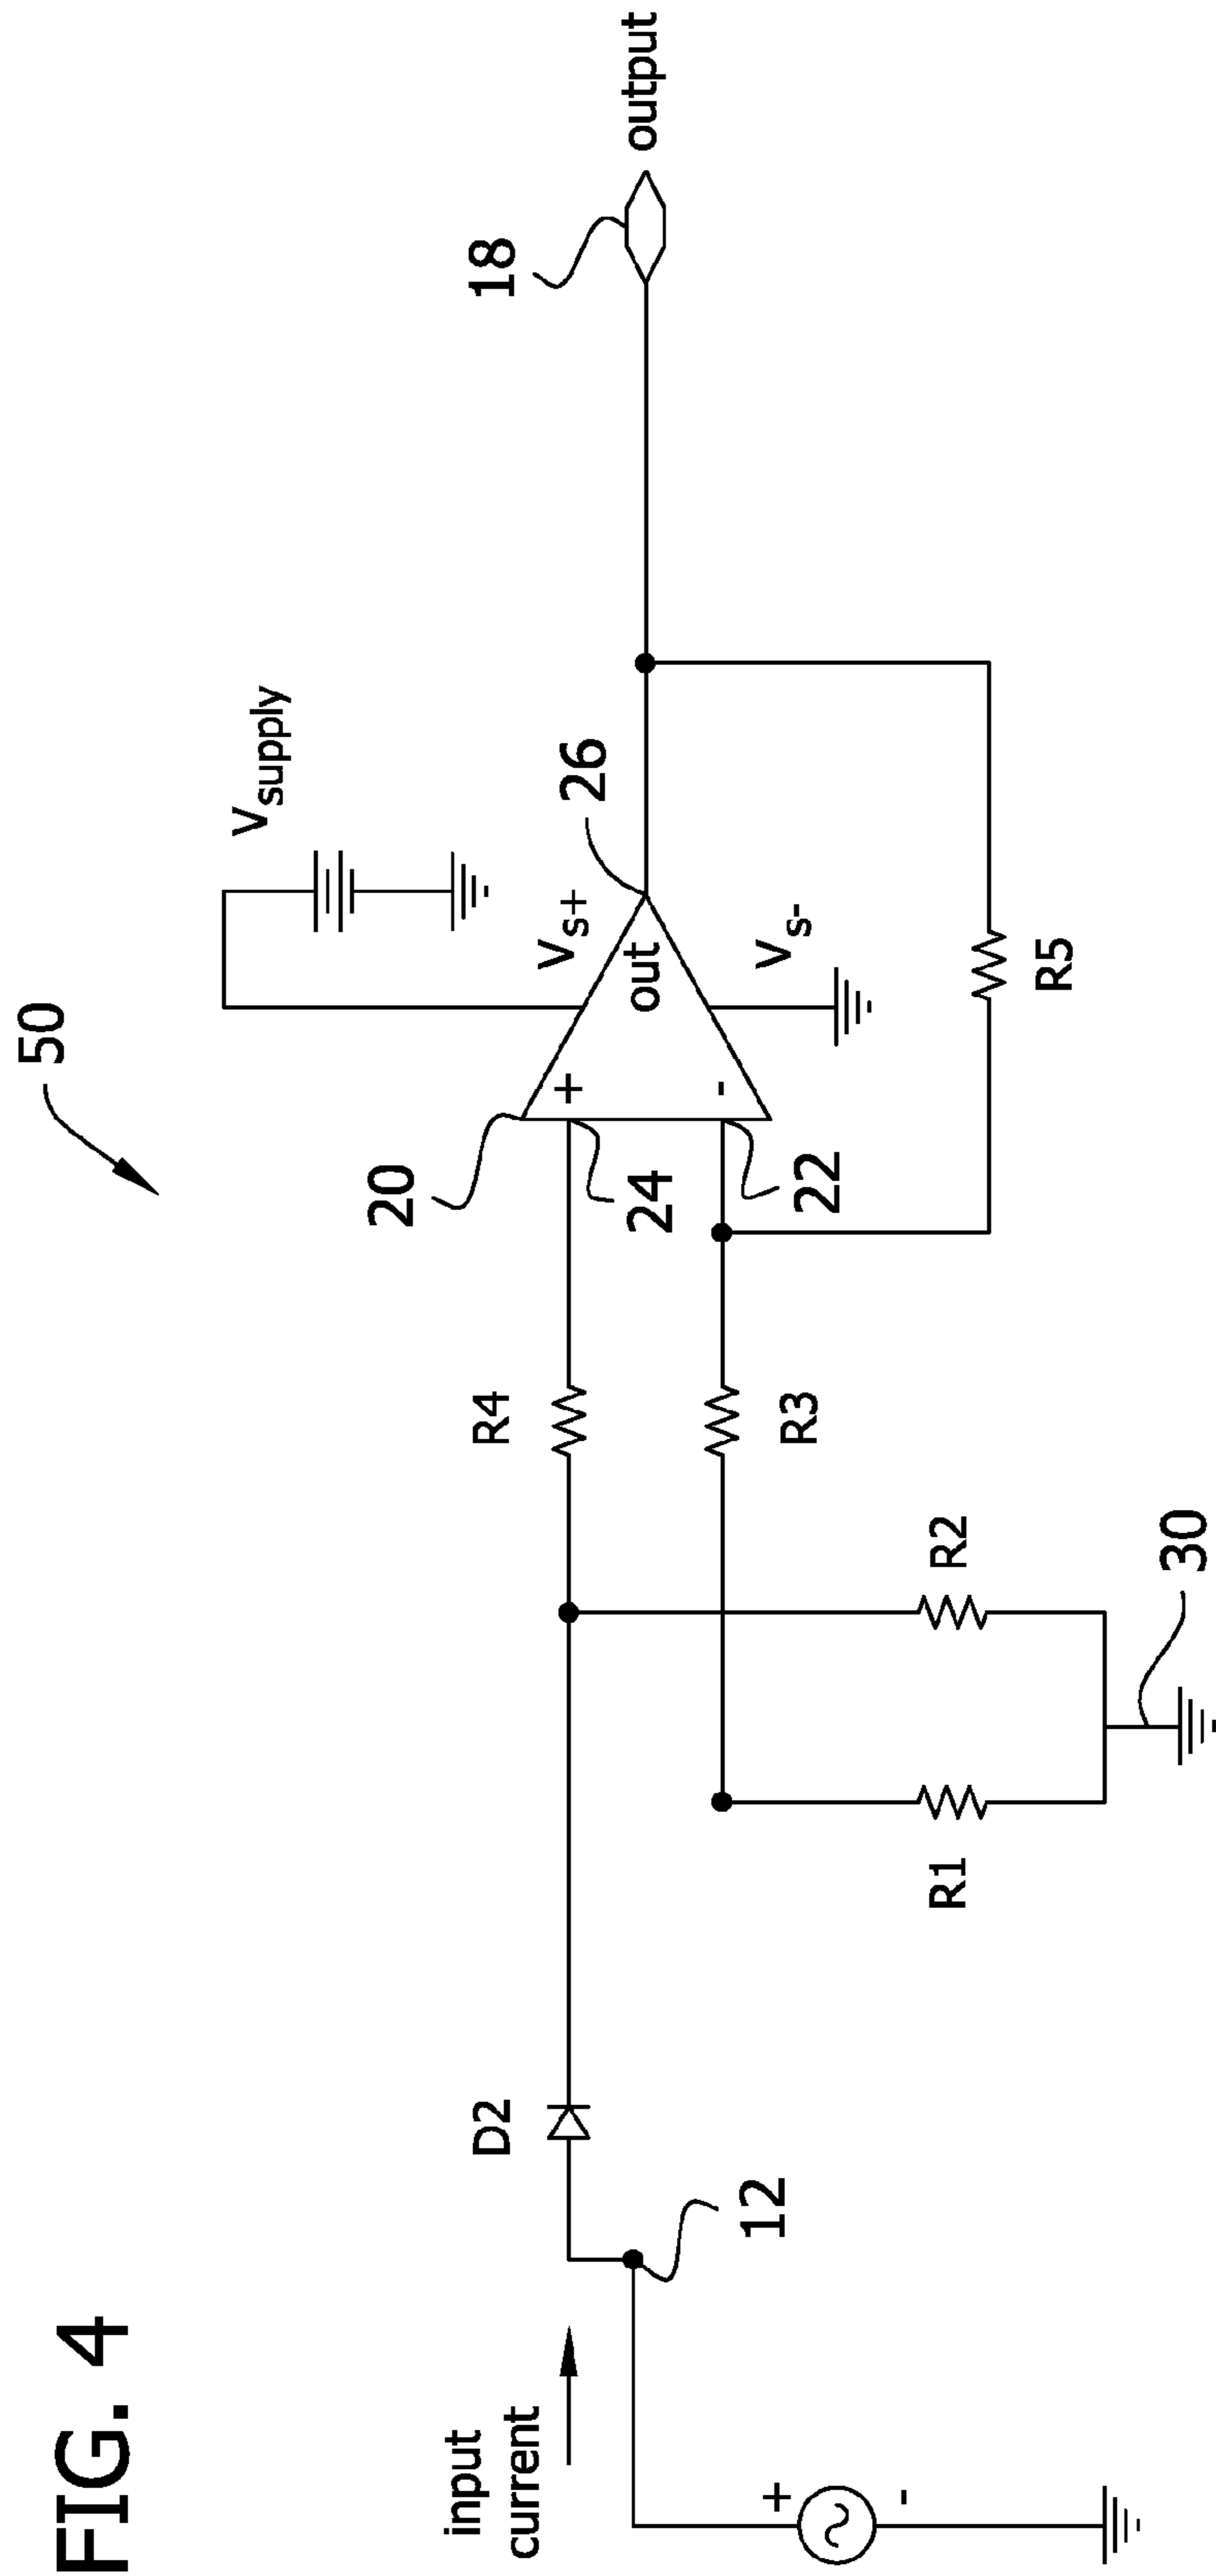 FIG. 4
50
input
current
12
D2
R1
R2
30
R4
R3
20
24
22
+
-
out
Vs+
Vs-
Vsupply
26
R5
18
output
+
-